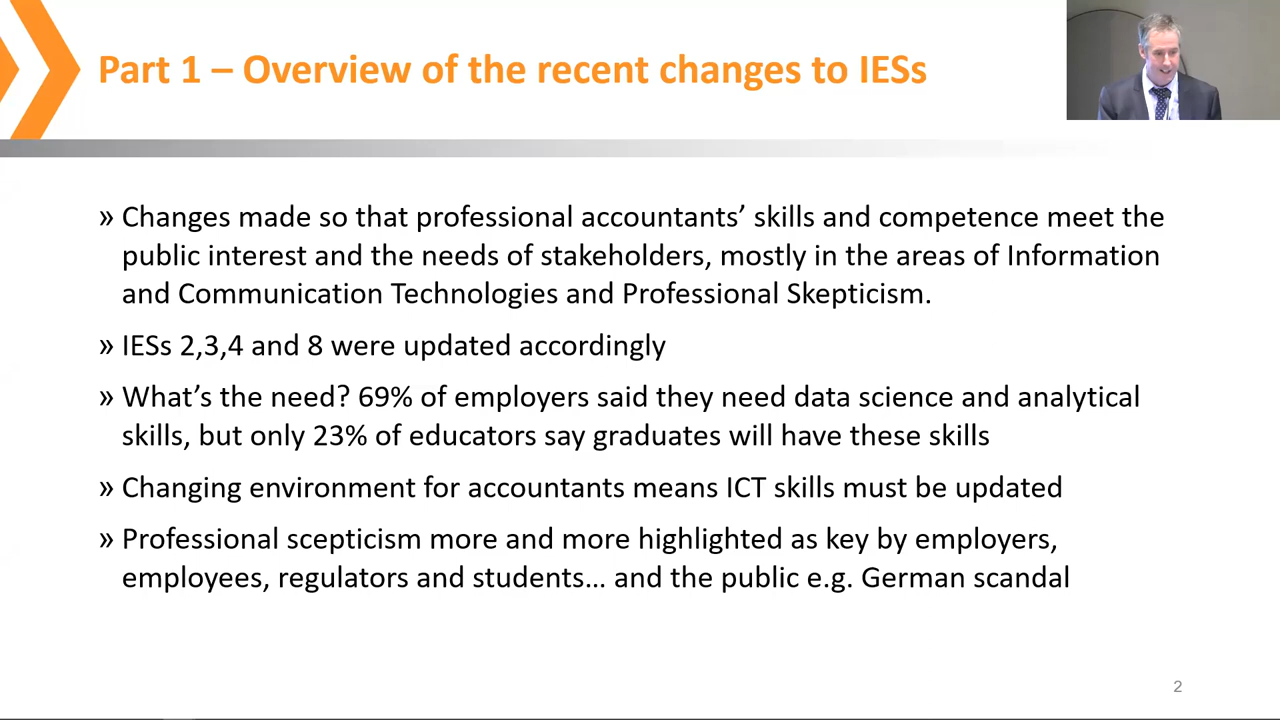 Part 1 – Overview of the recent changes to IESs
» Changes made so that professional accountants’ skills and competence meet the
public interest and the needs of stakeholders, mostly in the areas of Information
and Communication Technologies and Professional Skepticism.
» IESs 2,3,4 and 8 were updated accordingly
» What’s the need? 69% of employers said they need data science and analytical
skills, but only 23% of educators say graduates will have these skills
» Changing environment for accountants means ICT skills must be updated
» Professional scepticism more and more highlighted as key by employers,
employees, regulators and students… and the public e.g. German scandal
2